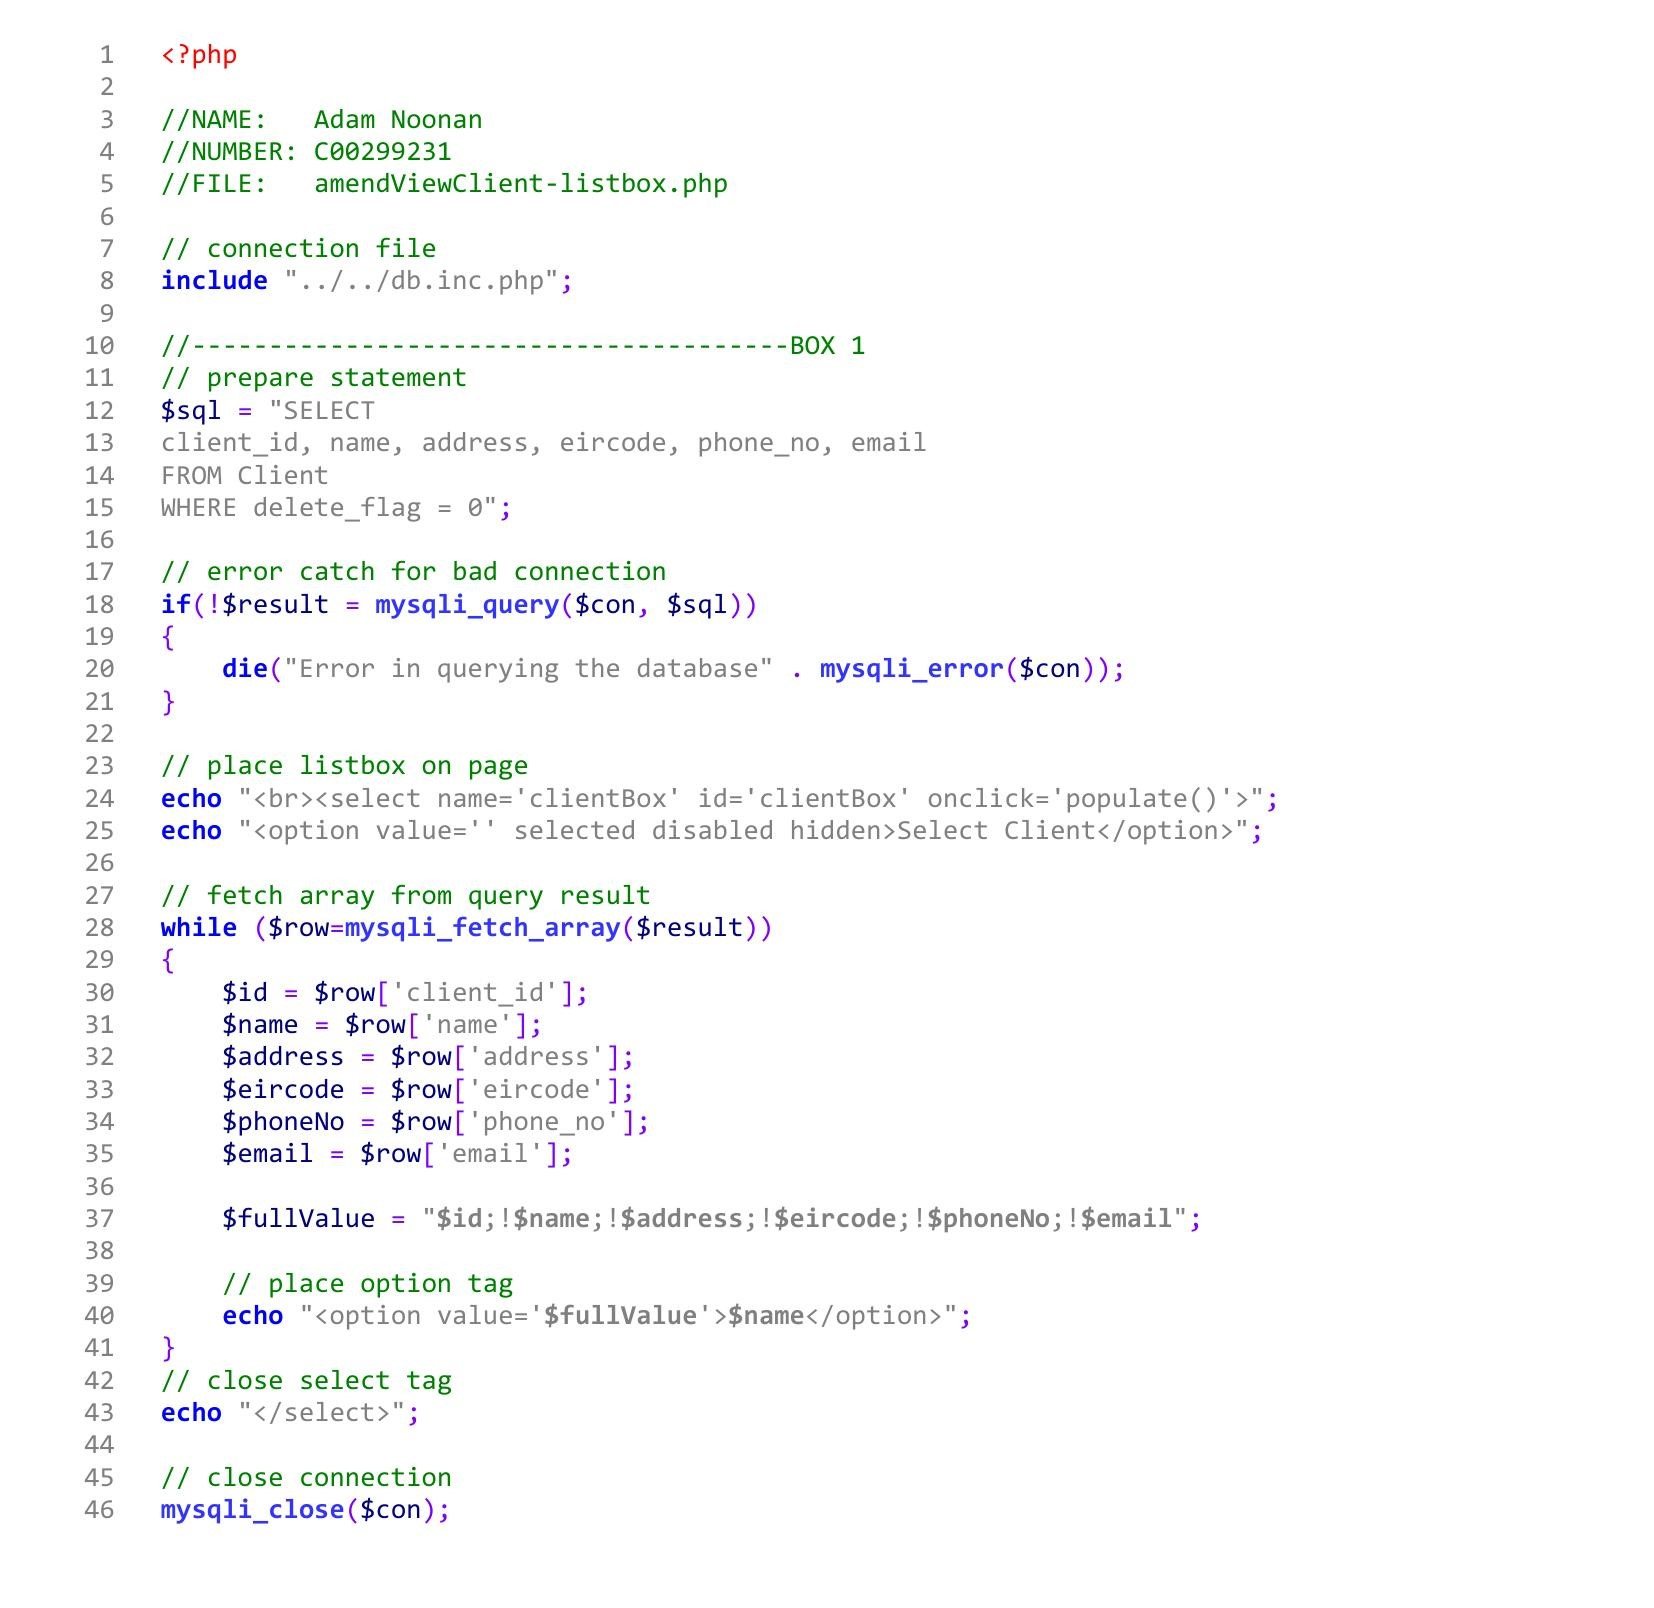 1 <?php
2
3 //NAME:   Adam Noonan
4 //NUMBER: C00299231
5 //FILE:   amendViewClient-listbox.php
6
7 // connection file
8 include "../../db.inc.php";
9
10 //---------------------------------------BOX 1
11 // prepare statement
12 $sql = "SELECT
13 client_id, name, address, eircode, phone_no, email
14 FROM Client
15 WHERE delete_flag = 0";
16
17 // error catch for bad connection
18 if(!$result = mysqli_query($con, $sql))
19 {
20     die("Error in querying the database" . mysqli_error($con));
21 }
22
23 // place listbox on page
24 echo "<br><select name='clientBox' id='clientBox' onclick='populate()'>";
25 echo "<option value='' selected disabled hidden>Select Client</option>";
26
27 // fetch array from query result
28 while ($row=mysqli_fetch_array($result))
29 {
30     $id = $row['client_id'];
31     $name = $row['name'];
32     $address = $row['address'];
33     $eircode = $row['eircode'];
34     $phoneNo = $row['phone_no'];
35     $email = $row['email'];
36
37     $fullValue = "$id;!$name;!$address;!$eircode;!$phoneNo;!$email";
38
39     // place option tag
40     echo "<option value='$fullValue'>$name</option>";
41 }
42 // close select tag
43 echo "</select>";
44
45 // close connection
46 mysqli_close($con);